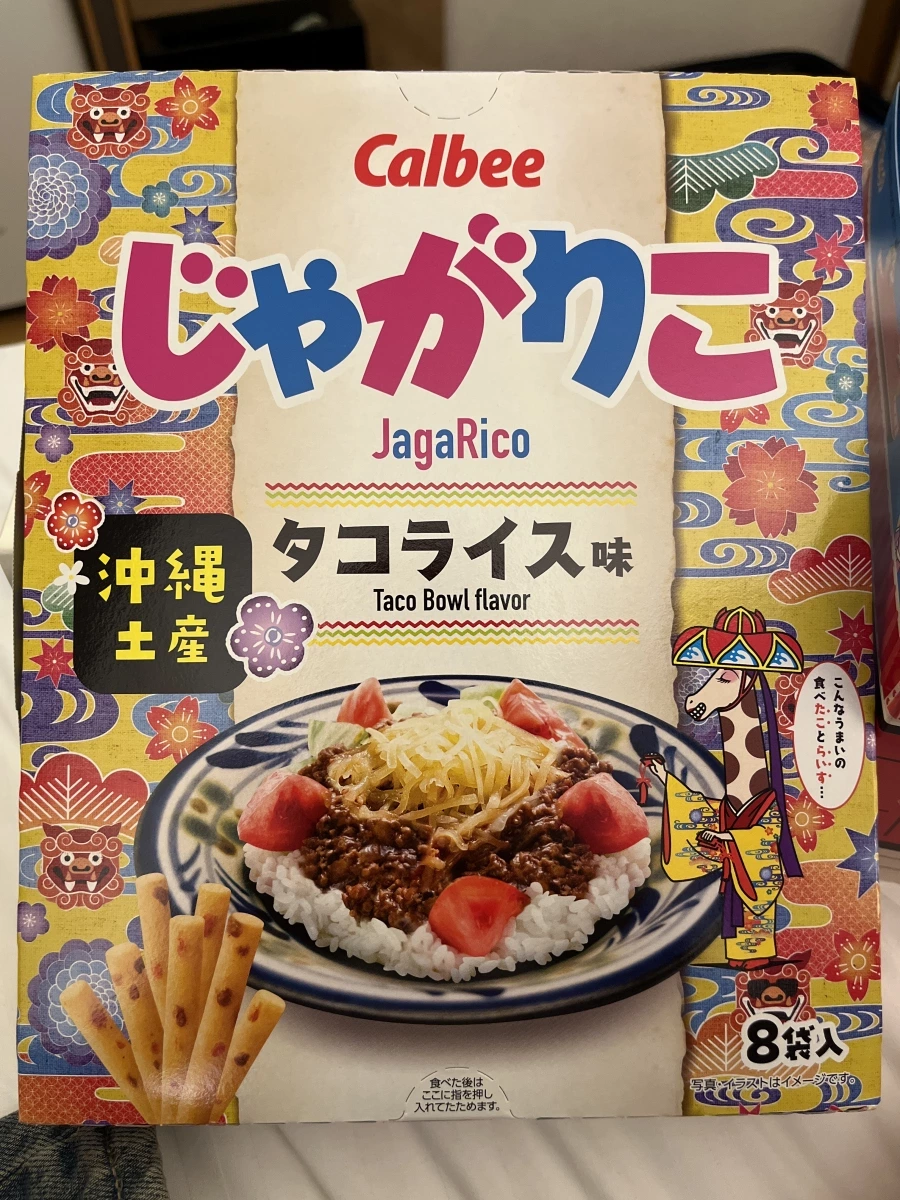 Calbee
じゃがりこ
JagaRico
沖縄
土産
タコライス味
Taco Bowl flavor
こんなうまいの
食べたことらいす…
8袋入
写真・イラストはイメージです。
食べた後は
ここに指を押し
入れてたためます。